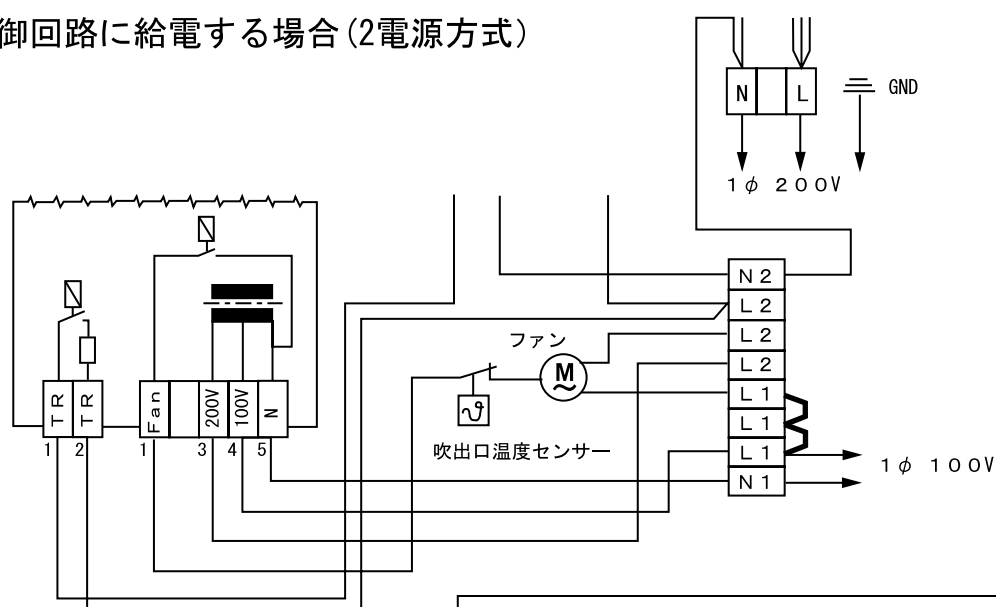 御回路に給電する場合(2電源方式)
N L
GND
1φ 200V
N2
L2
L2
L2
L1
L1
L1
N1
ファン
M
吹出口温度センサー
1φ 100V
TR TR Fan 200V 100V N
1 2 1 3 4 5